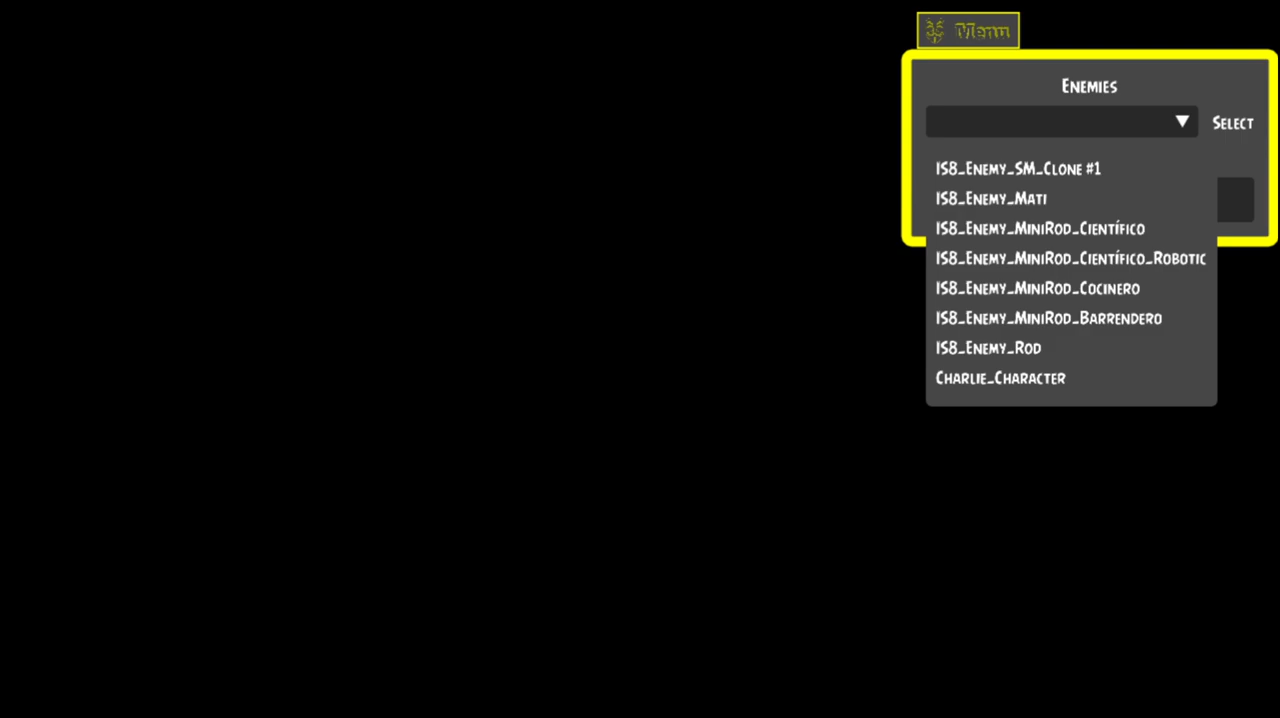 Menu
Enemies
Select
IS8_Enemy_SM_Clone #1
IS8_Enemy_Mati
IS8_Enemy_MiniRod_Científico
IS8_Enemy_MiniRod_Científico_Robotic
IS8_Enemy_MiniRod_Cocinero
IS8_Enemy_MiniRod_Barrendero
IS8_Enemy_Rod
Charlie_Character